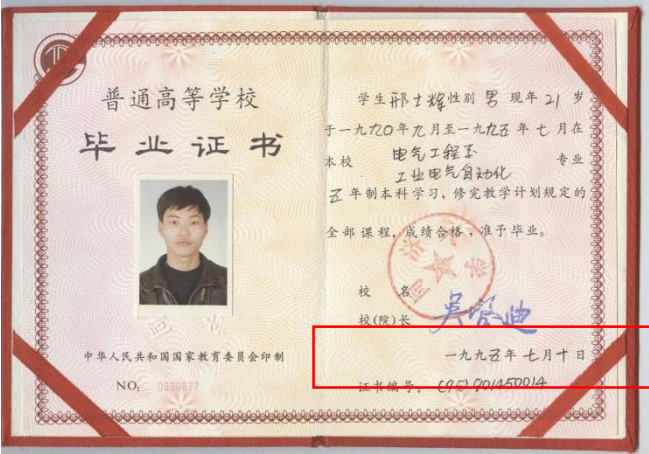 普通高等学校
毕业证书
中华人民共和国国家教育委员会印制
NO: 0309677
学生邢士辉性别 男 现年 21 岁
于一九九〇年九月至一九九五年七月在
本校 电气工程系
工业电气自动化 专业
五年制本科学习，修完教学计划规定的
全部课程，成绩合格，准予毕业。
校 名
校(院)长 吴启迪
一九九五年七月十日
证书编号： (95)901450014